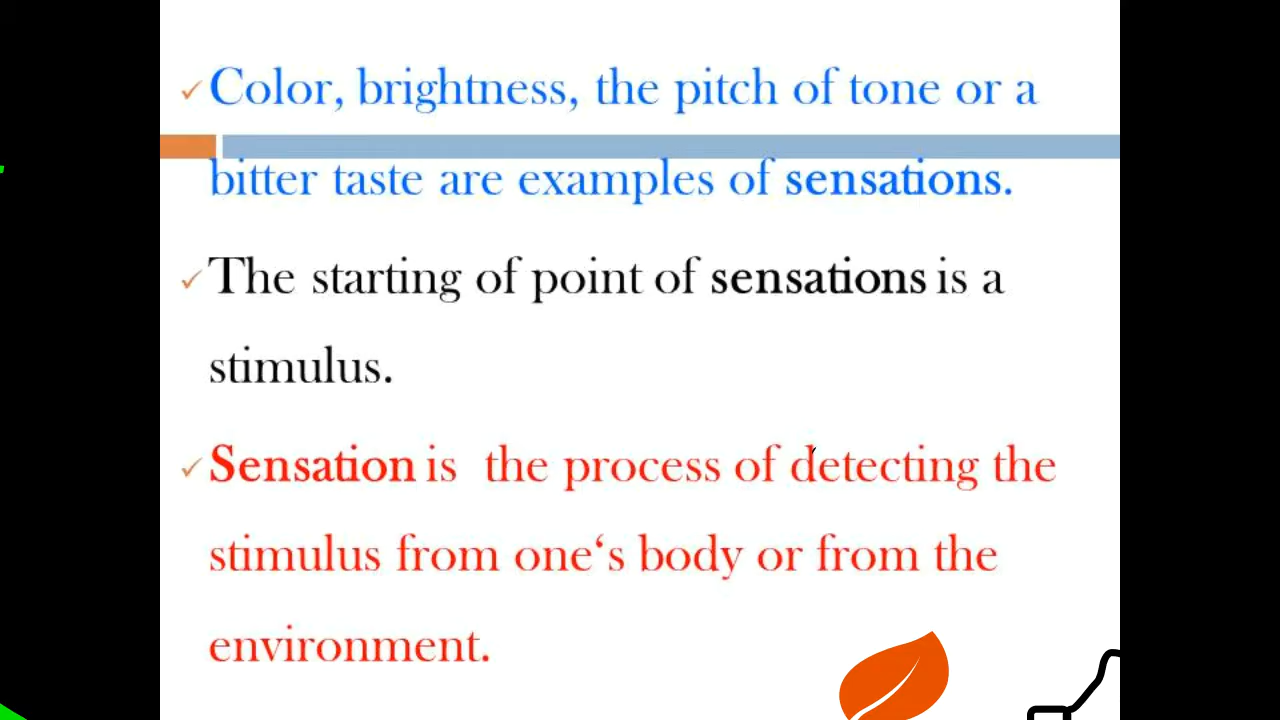 Color, brightness, the pitch of tone or a
bitter taste are examples of sensations.
The starting of point of sensations is a
stimulus.
Sensation is the process of detecting the
stimulus from one‘s body or from the
environment.